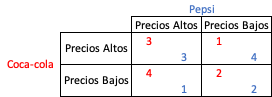 Pepsi
Precios Altos Precios Bajos
Coca-cola
Precios Altos 3 3 1 4
Precios Bajos 4 1 2 2